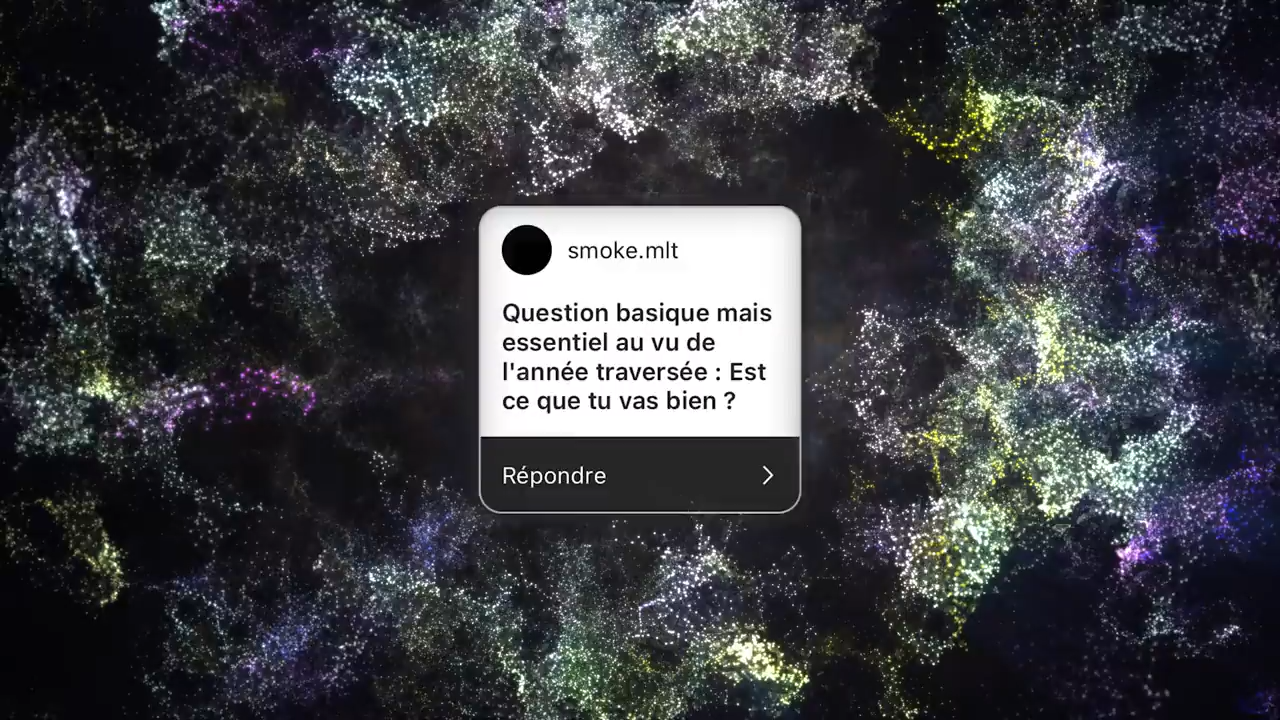 smoke.mlt
Question basique mais
essentiel au vu de
l'année traversée : Est
ce que tu vas bien ?
Répondre